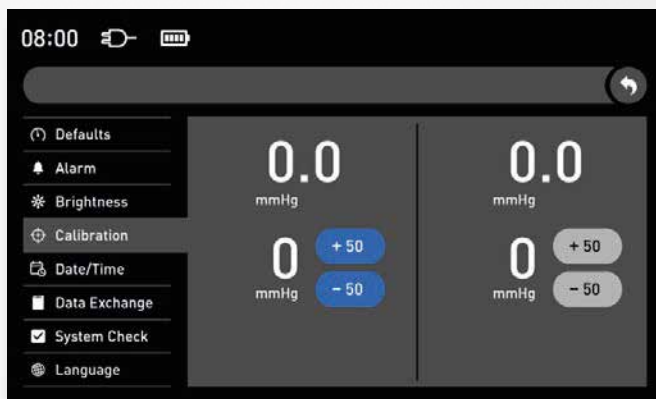 08:00
Defaults
Alarm
Brightness
Calibration
Date/Time
Data Exchange
System Check
Language
0.0
mmHg
0
mmHg
+ 50
− 50
0.0
mmHg
0
mmHg
+ 50
− 50